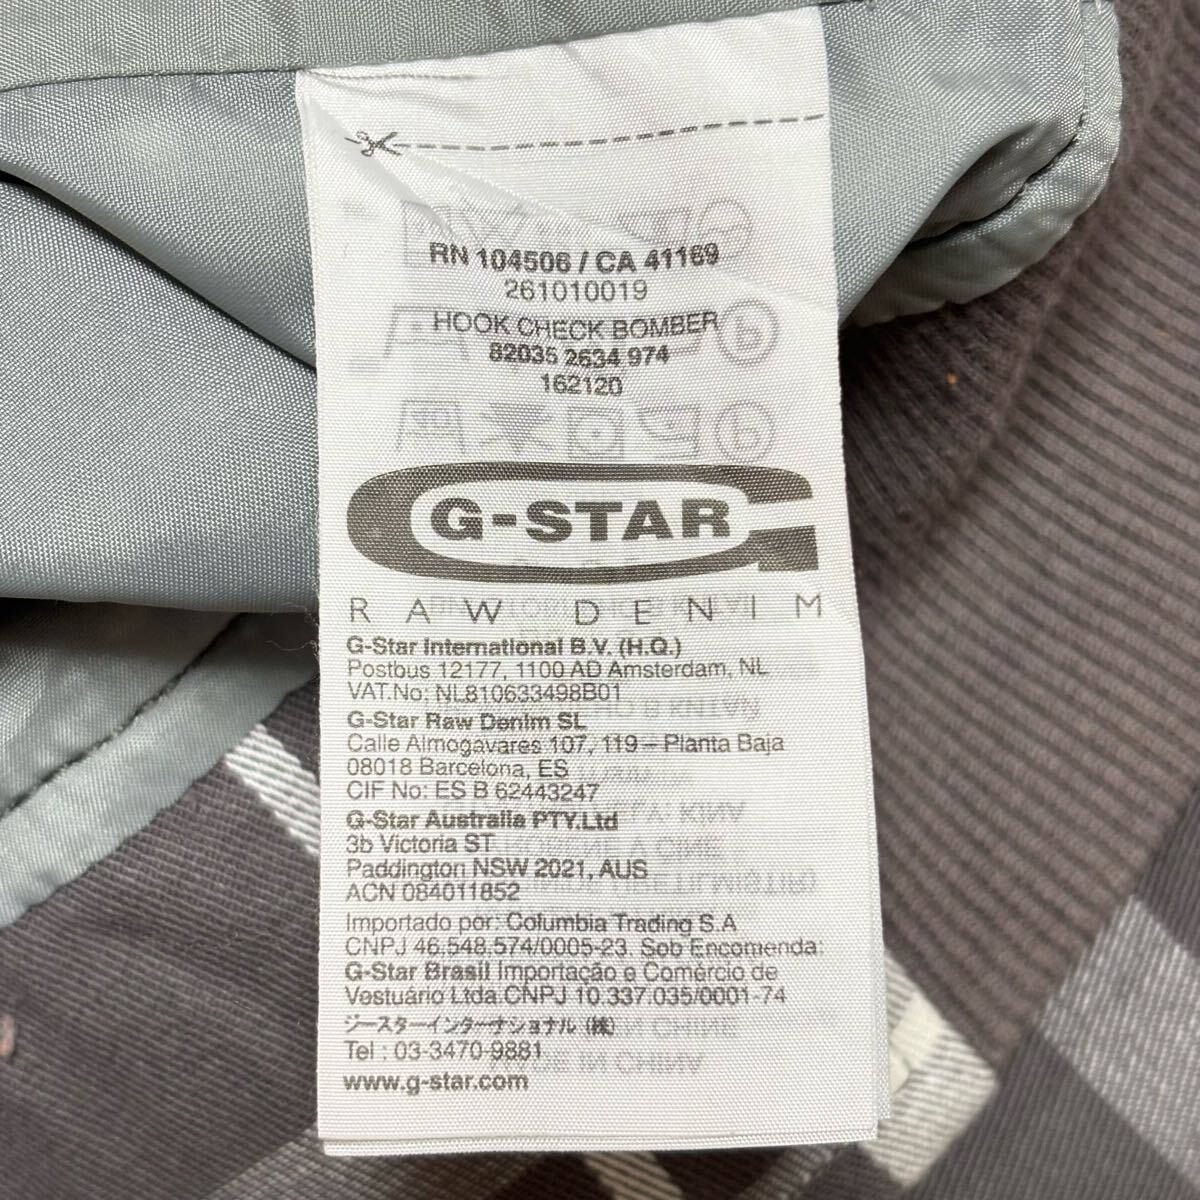 RN 104506 / CA 41169
261010019
HOOK CHECK BOMBER
82035 2634 974
162120
G-STAR
RAW DENIM
G-Star International B.V. (H.Q.)
Postbus 12177, 1100 AD Amsterdam, NL
VAT.No: NL810633498B01
G-Star Raw Denim SL
Calle Almogavares 107, 119 – Planta Baja
08018 Barcelona, ES
CIF No: ES B 62443247
G-Star Australia PTY.Ltd
3b Victoria ST
Paddington NSW 2021, AUS
ACN 084011852
Importado por: Columbia Trading S.A
CNPJ 46.548.574/0005-23. Sob Encomenda:
G-Star Brasil Importação e Comércio de
Vestuário Ltda.CNPJ 10.337.035/0001-74
ジースターインターナショナル (株)
Tel : 03-3470-9881
www.g-star.com